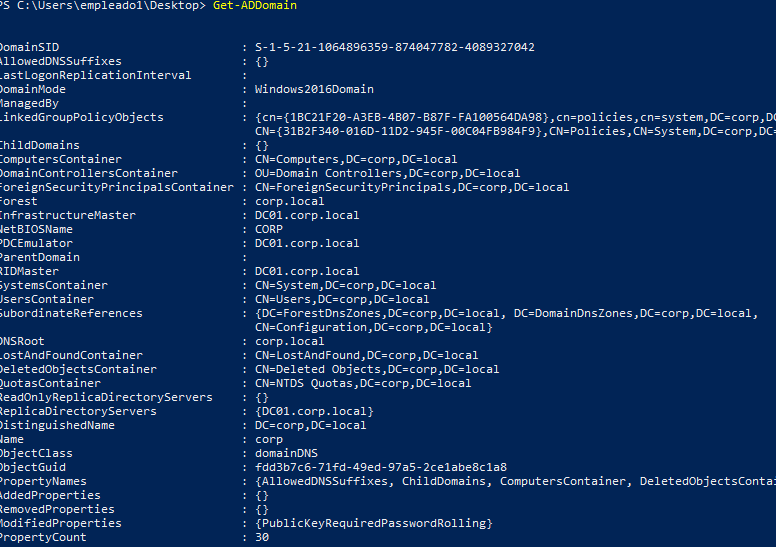 PS C:\Users\empleado1\Desktop> Get-ADDomain
DomainSID : S-1-5-21-1064896359-874047782-4089327042
AllowedDNSSuffixes : {}
LastLogonReplicationInterval :
DomainMode : Windows2016Domain
ManagedBy :
LinkedGroupPolicyObjects : {cn={1BC21F20-A3EB-4B07-B87F-FA100564DA98},cn=policies,cn=system,DC=corp,DC
CN={31B2F340-016D-11D2-945F-00C04FB984F9},CN=Policies,CN=System,DC=corp,DC=
ChildDomains : {}
ComputersContainer : CN=Computers,DC=corp,DC=local
DomainControllersContainer : OU=Domain Controllers,DC=corp,DC=local
ForeignSecurityPrincipalsContainer : CN=ForeignSecurityPrincipals,DC=corp,DC=local
Forest : corp.local
InfrastructureMaster : DC01.corp.local
NetBIOSName : CORP
PDCEmulator : DC01.corp.local
ParentDomain :
RIDMaster : DC01.corp.local
SystemsContainer : CN=System,DC=corp,DC=local
UsersContainer : CN=Users,DC=corp,DC=local
SubordinateReferences : {DC=ForestDnsZones,DC=corp,DC=local, DC=DomainDnsZones,DC=corp,DC=local,
CN=Configuration,DC=corp,DC=local}
DNSRoot : corp.local
LostAndFoundContainer : CN=LostAndFound,DC=corp,DC=local
DeletedObjectsContainer : CN=Deleted Objects,DC=corp,DC=local
QuotasContainer : CN=NTDS Quotas,DC=corp,DC=local
ReadOnlyReplicaDirectoryServers : {}
ReplicaDirectoryServers : {DC01.corp.local}
DistinguishedName : DC=corp,DC=local
Name : corp
ObjectClass : domainDNS
ObjectGuid : fdd3b7c6-71fd-49ed-97a5-2ce1abe8c1a8
PropertyNames : {AllowedDNSSuffixes, ChildDomains, ComputersContainer, DeletedObjectsContai
AddedProperties : {}
RemovedProperties : {}
ModifiedProperties : {PublicKeyRequiredPasswordRolling}
PropertyCount : 30